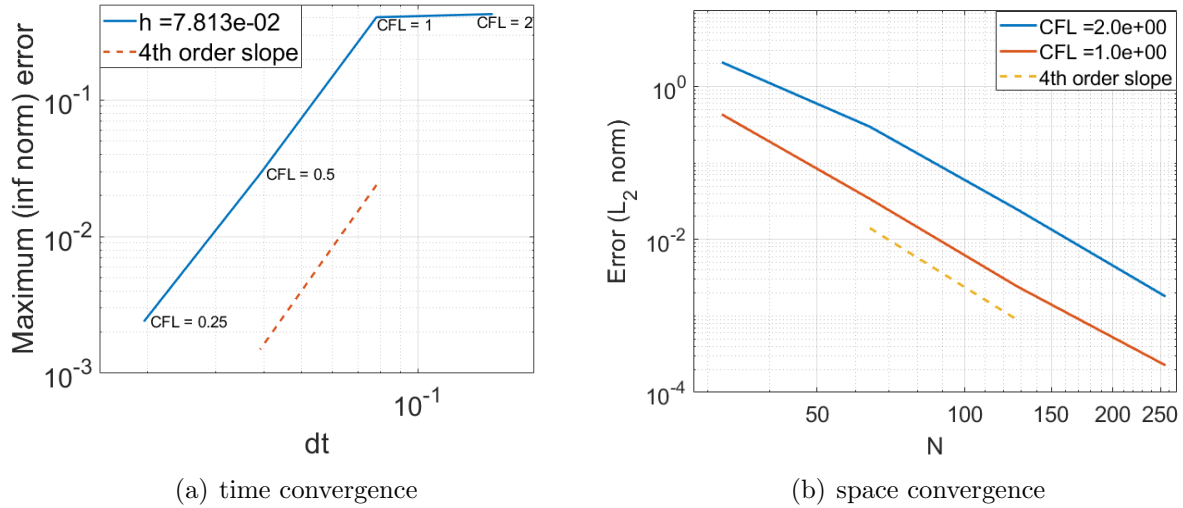 h = 7.813e-02
4th order slope
Maximum (inf norm) error
10^-1
10^-2
10^-3
CFL = 0.25
CFL = 0.5
CFL = 1
CFL = 2
10^-1
dt
(a) time convergence
CFL =2.0e+00
CFL =1.0e+00
4th order slope
Error (L_2 norm)
10^0
10^-2
10^-4
50
100
150
200
250
N
(b) space convergence